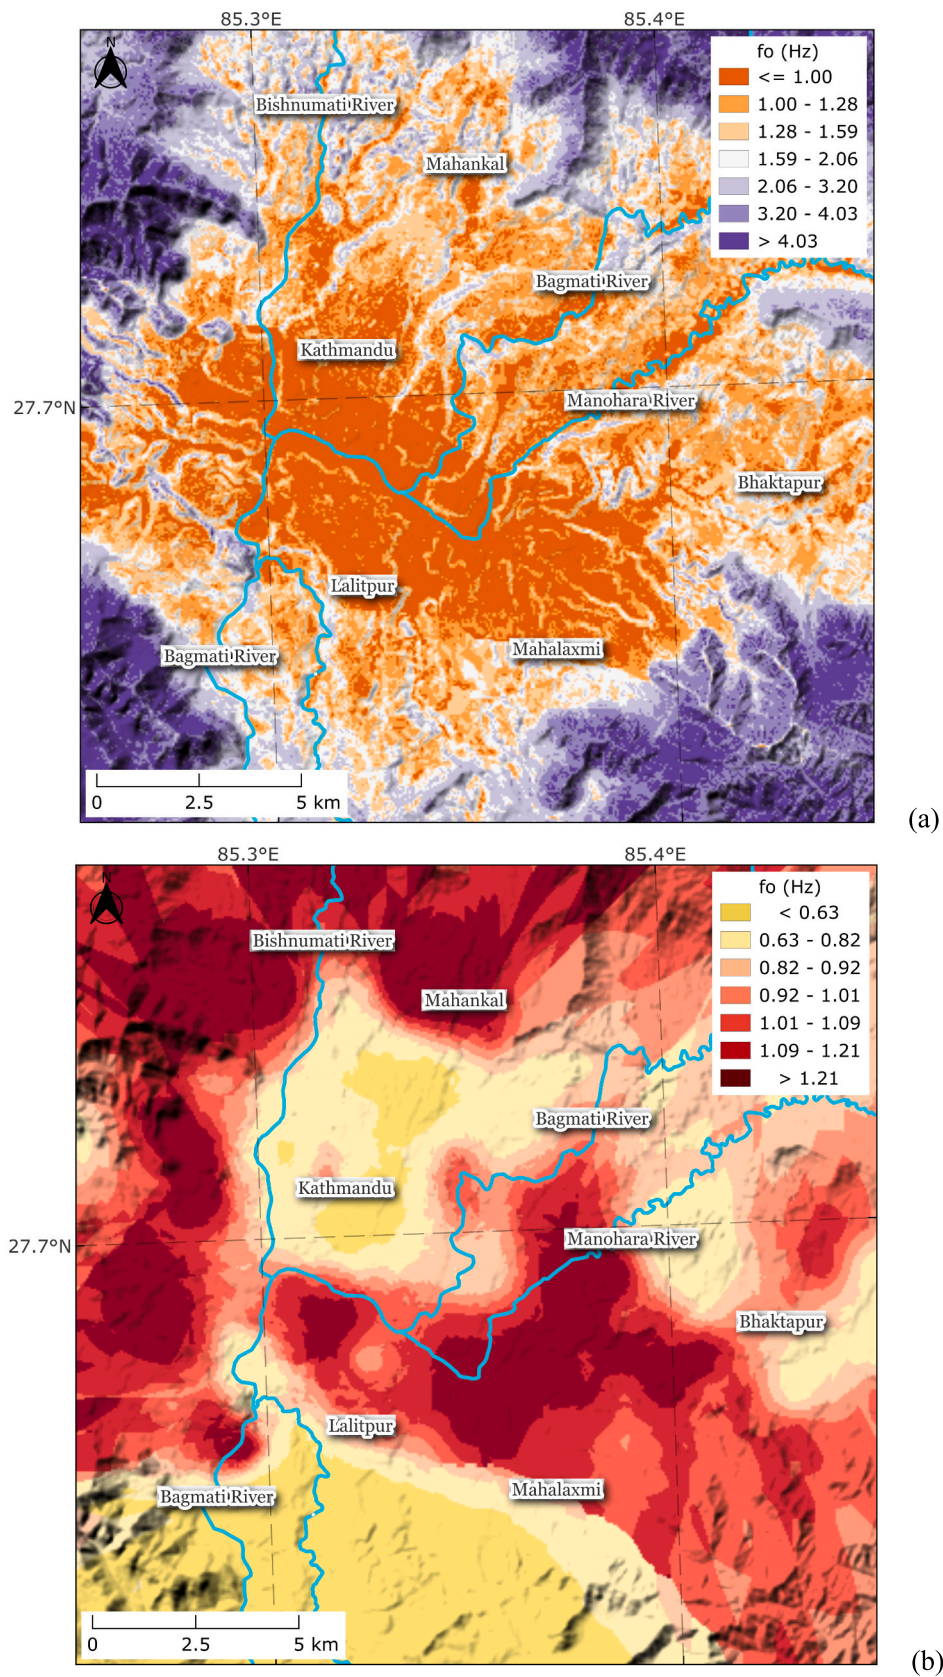 85.3°E 85.4°E
N
fo (Hz)
<= 1.00
1.00 - 1.28
1.28 - 1.59
1.59 - 2.06
2.06 - 3.20
3.20 - 4.03
> 4.03
Bishnumati River
Mahankal
Bagmati River
Kathmandu
27.7°N
Manohara River
Bhaktapur
Lalitpur
Mahalaxmi
Bagmati River
0 2.5 5 km
(a)
85.3°E 85.4°E
N
fo (Hz)
< 0.63
0.63 - 0.82
0.82 - 0.92
0.92 - 1.01
1.01 - 1.09
1.09 - 1.21
> 1.21
Bishnumati River
Mahankal
Bagmati River
Kathmandu
27.7°N
Manohara River
Bhaktapur
Lalitpur
Mahalaxmi
Bagmati River
0 2.5 5 km
(b)